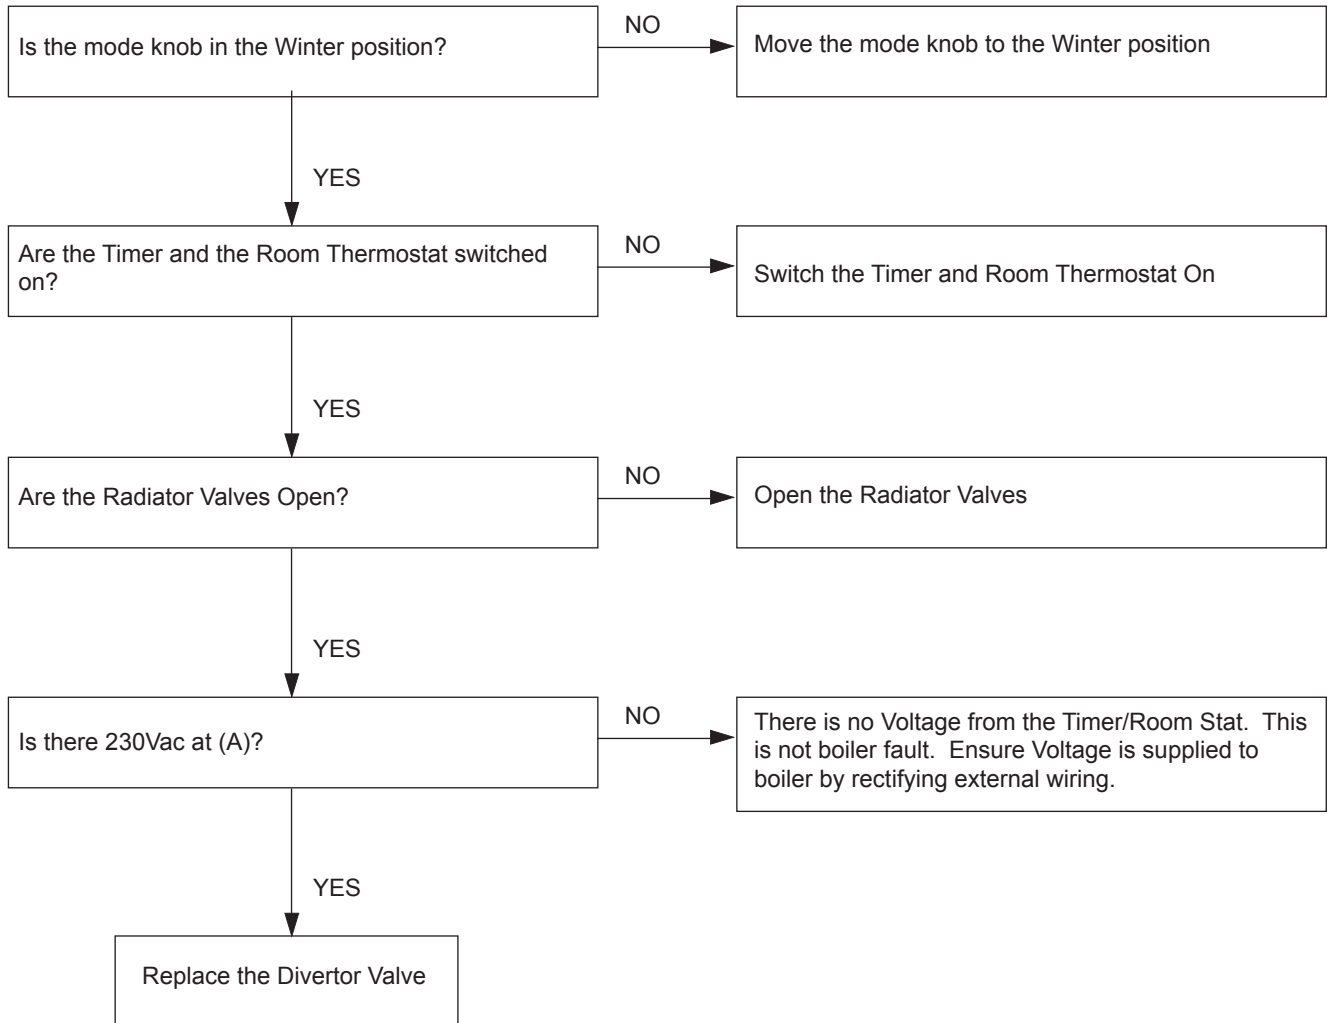 Is the mode knob in the Winter position?
NO
Move the mode knob to the Winter position
YES
Are the Timer and the Room Thermostat switched
on?
NO
Switch the Timer and Room Thermostat On
YES
Are the Radiator Valves Open?
NO
Open the Radiator Valves
YES
Is there 230Vac at (A)?
NO
There is no Voltage from the Timer/Room Stat.  This
is not boiler fault.  Ensure Voltage is supplied to
boiler by rectifying external wiring.
YES
Replace the Divertor Valve